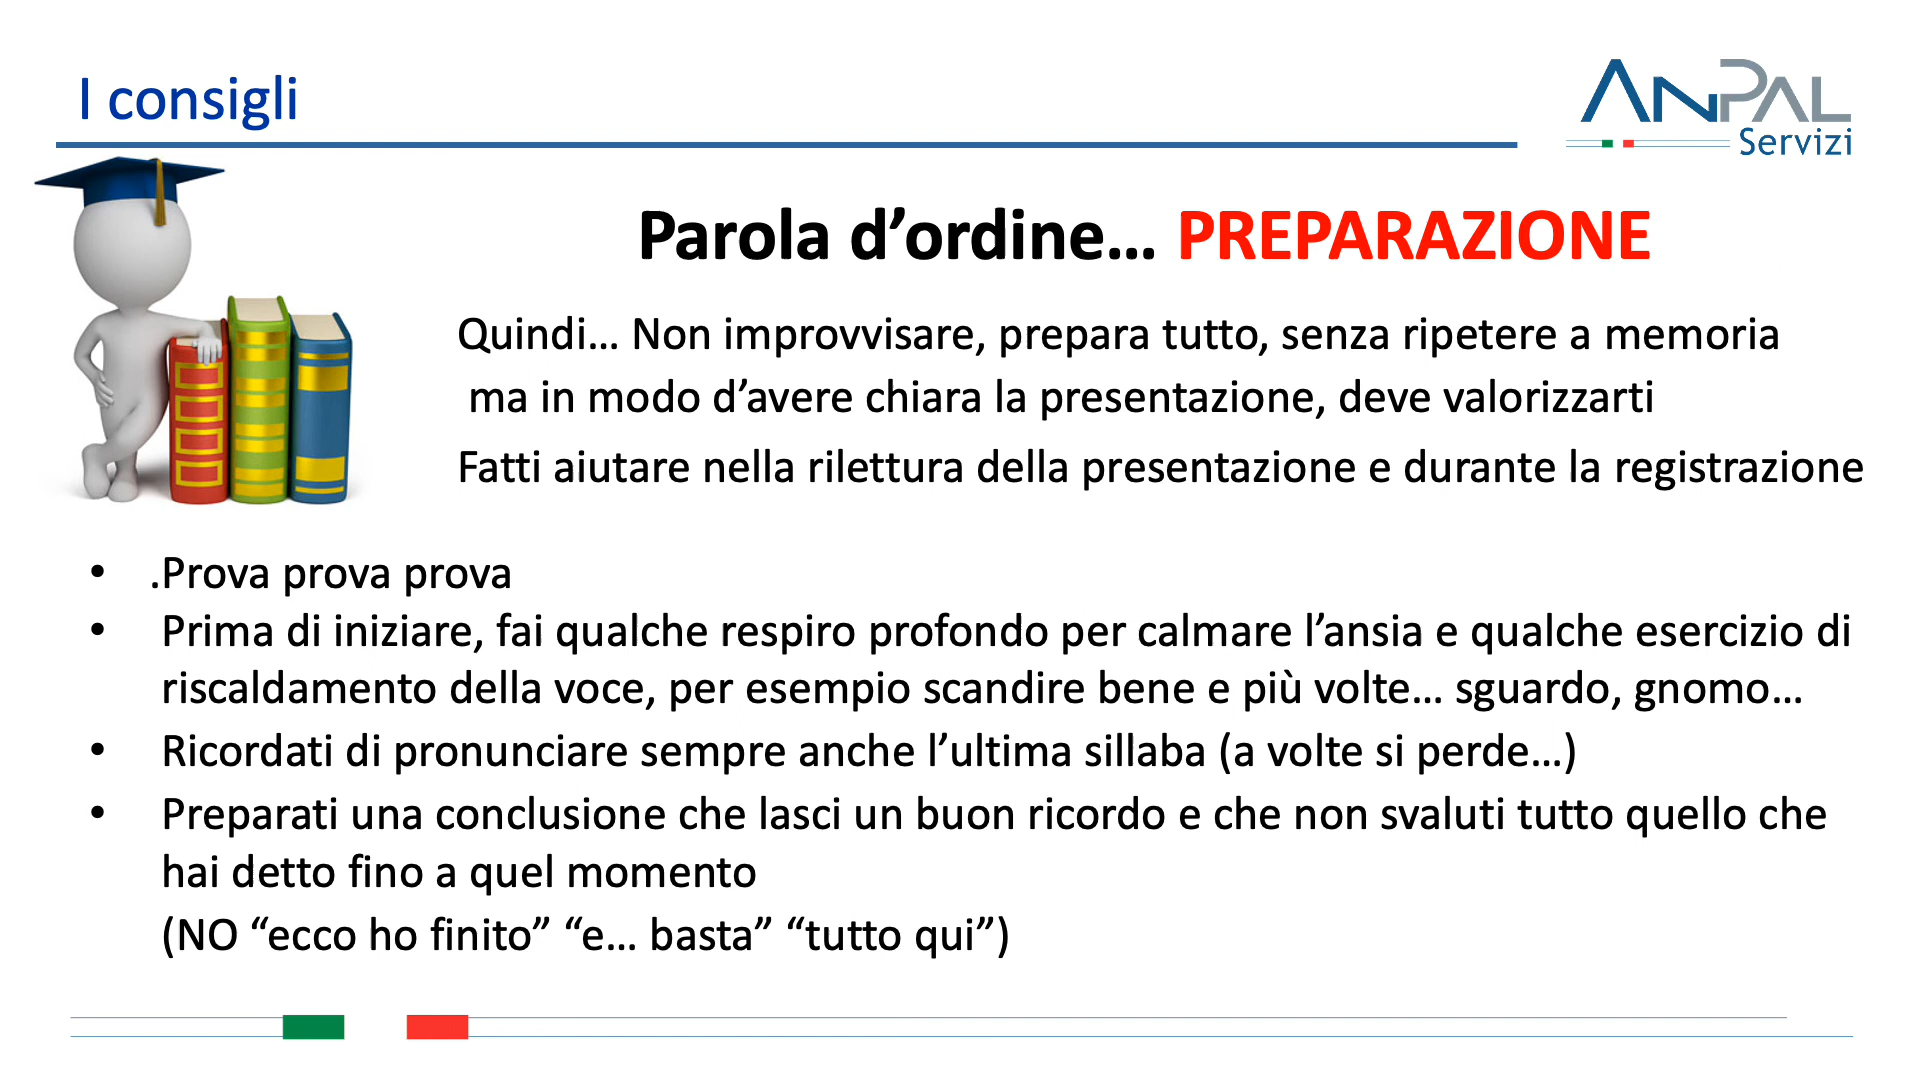 I consigli
ANPAL
Servizi
Parola d’ordine… PREPARAZIONE
Quindi… Non improvvisare, prepara tutto, senza ripetere a memoria
ma in modo d’avere chiara la presentazione, deve valorizzarti
Fatti aiutare nella rilettura della presentazione e durante la registrazione
• .Prova prova prova
• Prima di iniziare, fai qualche respiro profondo per calmare l’ansia e qualche esercizio di
riscaldamento della voce, per esempio scandire bene e più volte… sguardo, gnomo…
• Ricordati di pronunciare sempre anche l’ultima sillaba (a volte si perde…)
• Preparati una conclusione che lasci un buon ricordo e che non svaluti tutto quello che
hai detto fino a quel momento
(NO “ecco ho finito” “e… basta” “tutto qui”)